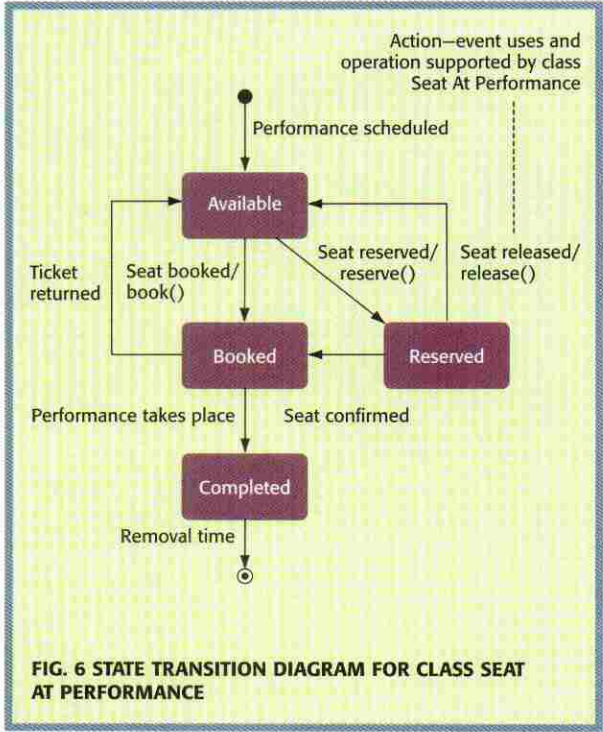 Action—event uses and
operation supported by class
Seat At Performance
Performance scheduled
Available
Ticket
returned
Seat booked/
book()
Seat reserved/
reserve()
Seat released/
release()
Booked
Reserved
Performance takes place
Seat confirmed
Completed
Removal time
FIG. 6 STATE TRANSITION DIAGRAM FOR CLASS SEAT
AT PERFORMANCE